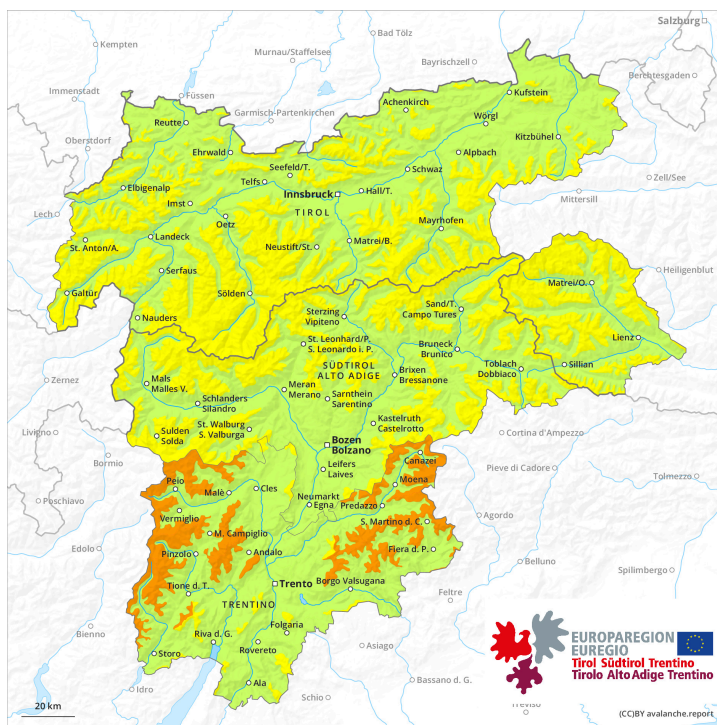 Salzburg
Kempten
Bad Tölz
Murnau/Staffelsee
Bayrischzell
Berchtesgaden
Immenstadt
Füssen
Garmisch-Partenkirchen
Achenkirch
Kufstein
Wörgl
Reutte
Oberstdorf
Kitzbühel
Ehrwald
Alpbach
Seefeld/T.
Schwaz
Telfs
Zell/See
Elbigenalp
Innsbruck
Hall/T.
Mittersill
Imst
Lech
TIROL
Oetz
Mayrhofen
Landeck
St. Anton/A.
Neustift/St.
Matrei/B.
Serfaus
Heiligenblut
Matrei/O.
Galtür
Sölden
Sand/T.
Campo Tures
Nauders
Sterzing
Vipiteno
Lienz
St. Leonhard/P.
S. Leonardo i. P.
Bruneck
Brunico
Toblach
Dobbiaco
Sillian
SÜDTIROL
ALTO ADIGE
Brixen
Bressanone
Zernez
Mals
Malles V.
Meran
Merano
Schlanders
Silandro
Sarnthein
Sarentino
St. Walburg
S. Valburga
Kastelruth
Castelrotto
Livigno
Sulden
Solda
Bozen
Bolzano
Cortina d'Ampezzo
Bormio
Canazei
Leifers
Laives
Pieve di Cadore
Tolmezzo
Poschiavo
Peio
Malè
Cles
Moena
Neumarkt
Egna
Predazzo
Agordo
Vermiglio
S. Martino d. C.
M. Campiglio
Edolo
Pinzolo
Andalo
Fiera d. P.
Belluno
Spilimbergo
Tione d. T.
Trento
Borgo Valsugana
Feltre
TRENTINO
Bienno
Folgaria
Riva d. G.
Rovereto
Asiago
Storo
Bassano d. G.
Idro
Ala
Schio
Treviso
EUROPAREGION
EUREGIO
Tirol Südtirol Trentino
Tirolo Alto Adige Trentino
20 km
(CC)BY avalanche.report